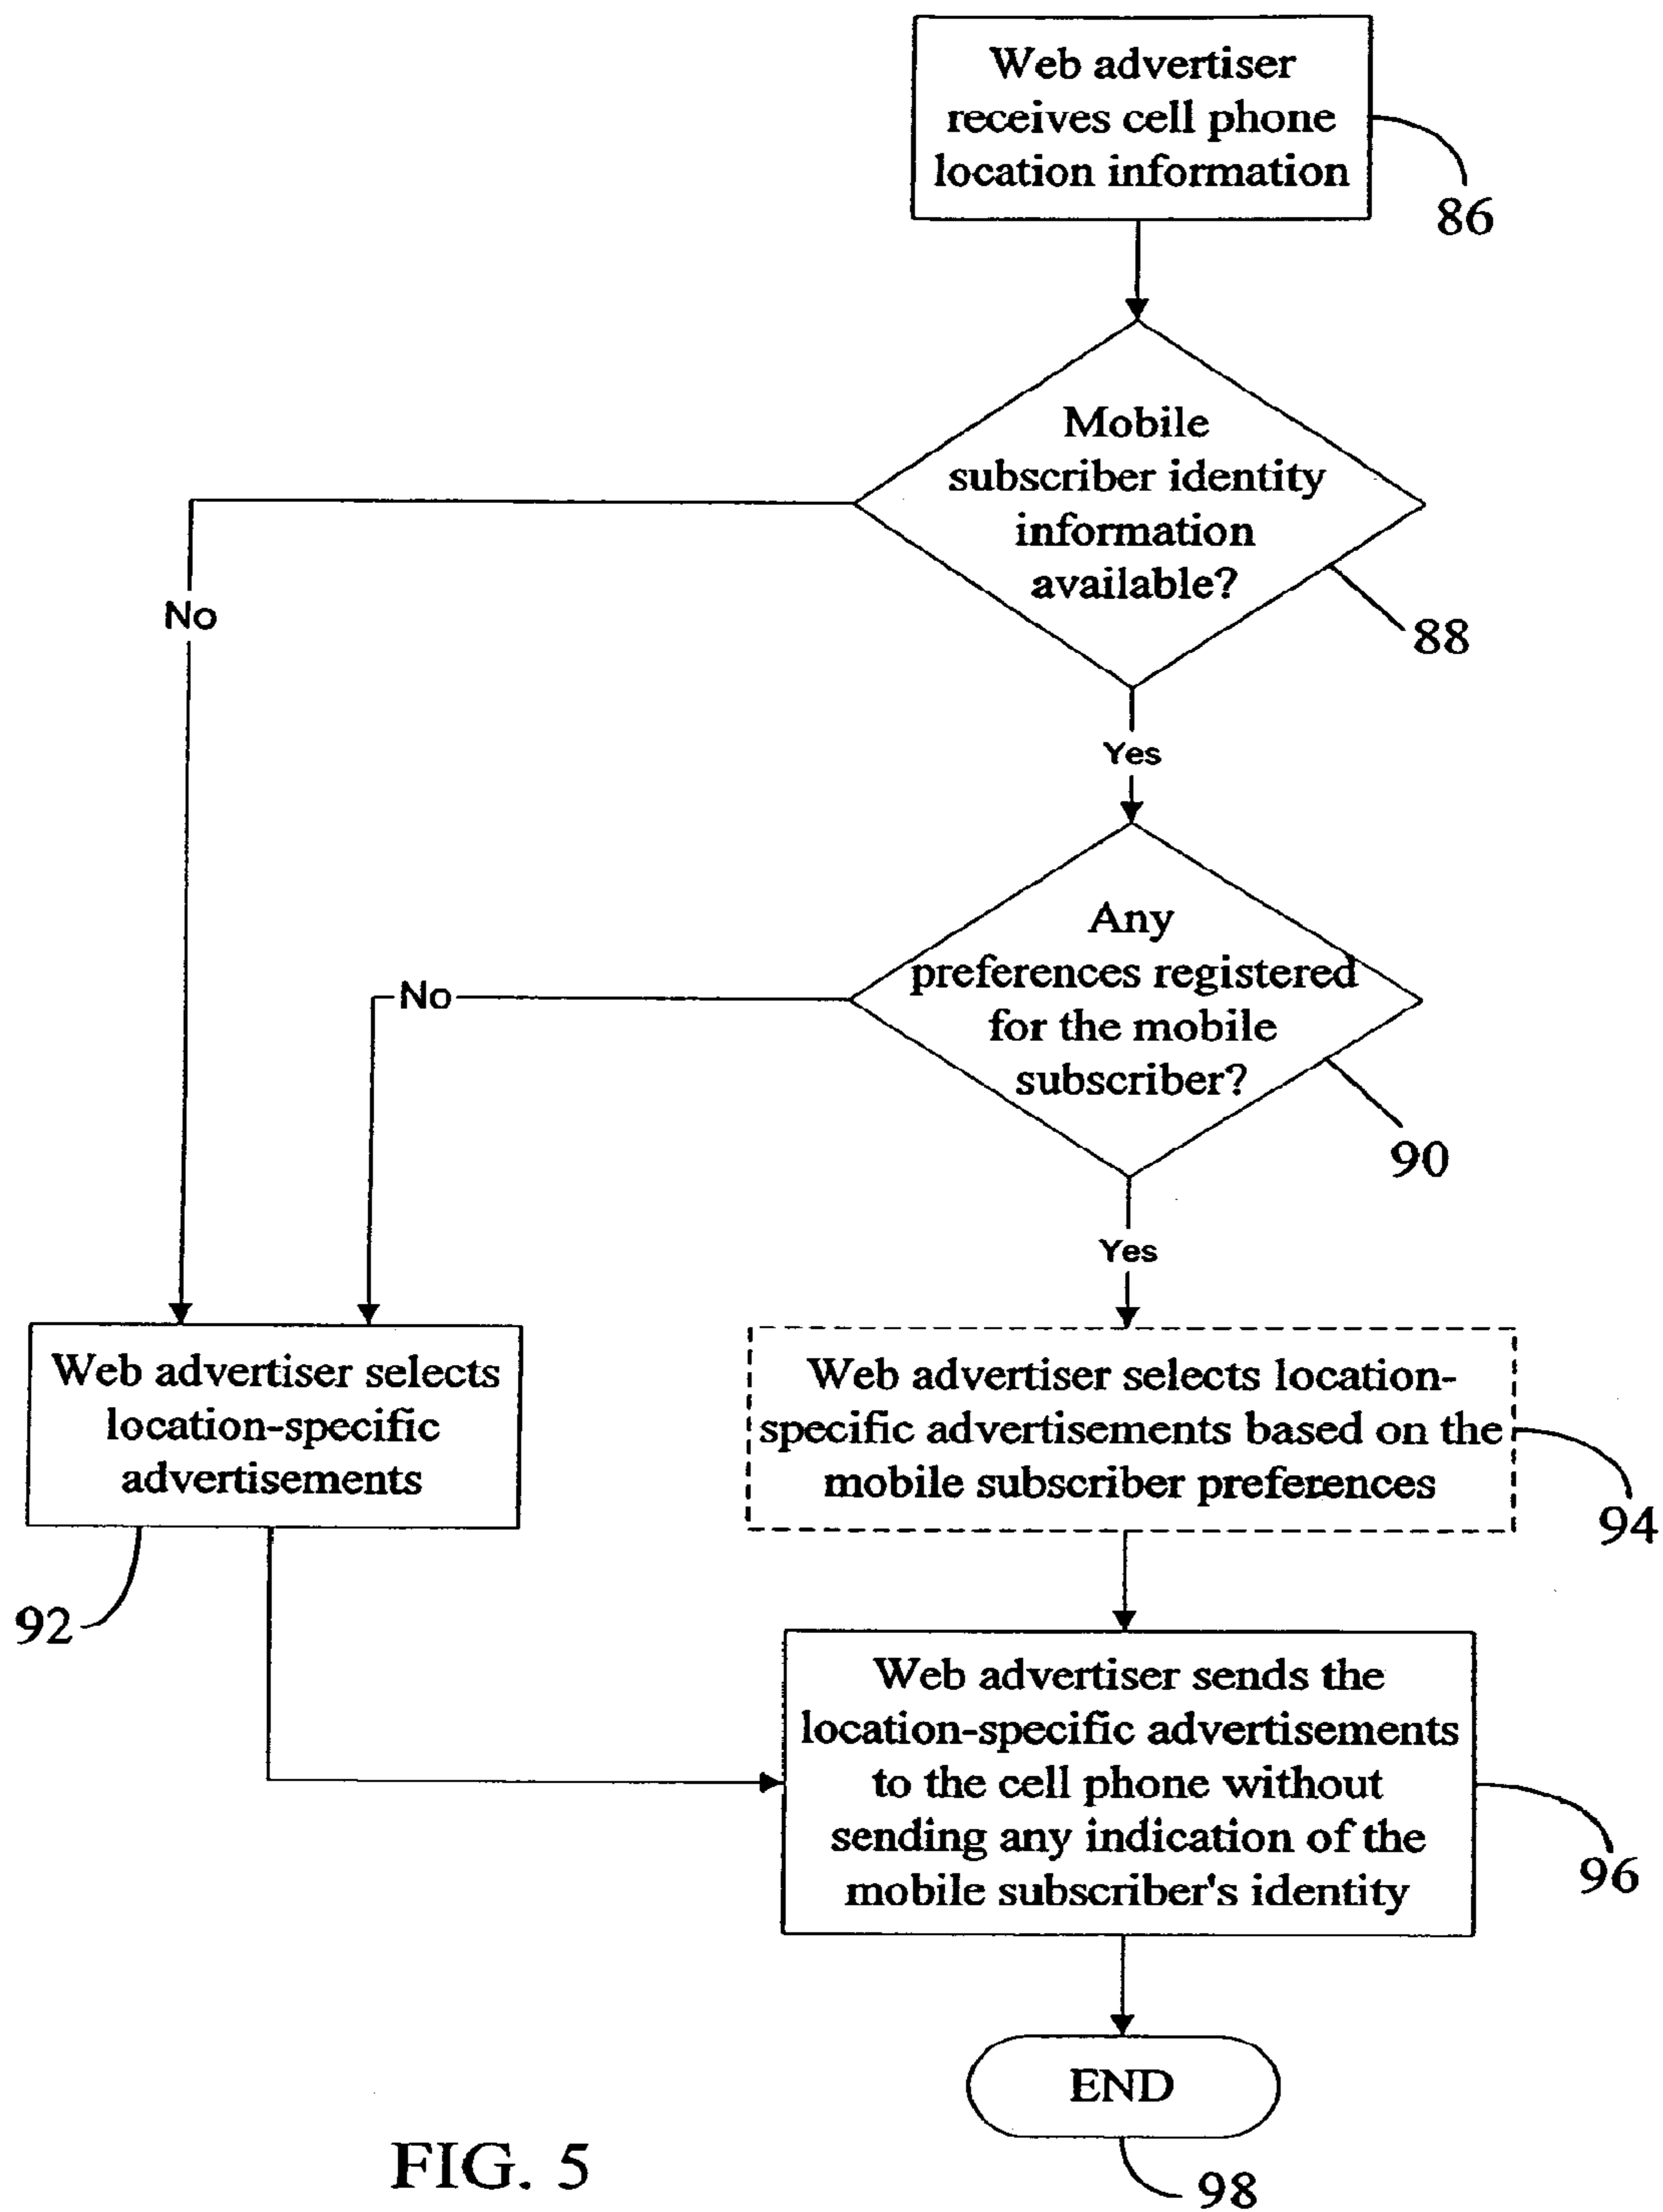 Web advertiser
receives cell phone
location information
86
Mobile
subscriber identity
information
available?
88
No
Yes
Any
preferences registered
for the mobile
subscriber?
90
No
Yes
Web advertiser selects
location-specific
advertisements
92
Web advertiser selects location-
specific advertisements based on the
mobile subscriber preferences
94
Web advertiser sends the
location-specific advertisements
to the cell phone without
sending any indication of the
mobile subscriber's identity
96
END
98
FIG. 5